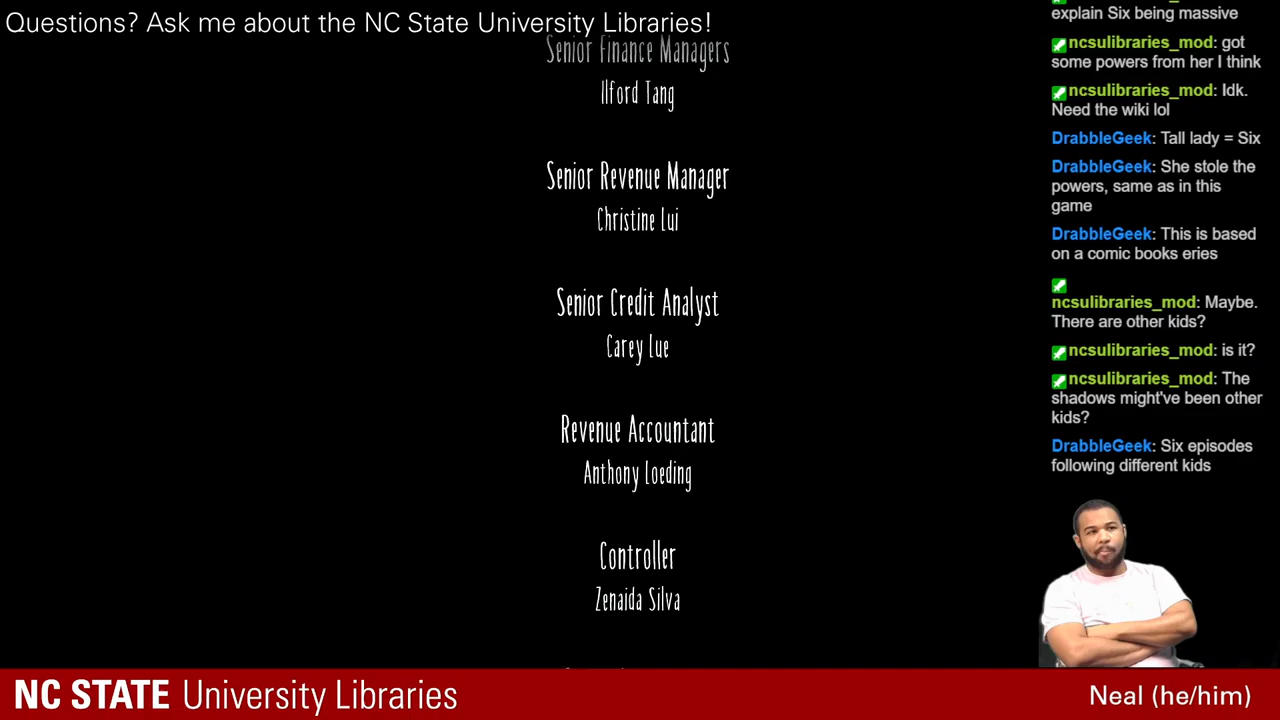 Questions? Ask me about the NC State University Libraries!
Senior Finance Managers
Ilford Tang
Senior Revenue Manager
Christine Lui
Senior Credit Analyst
Carey Lue
Revenue Accountant
Anthony Loeding
Controller
Zenaida Silva
explain Six being massive
ncsulibraries_mod: got
some powers from her I think
ncsulibraries_mod: Idk.
Need the wiki lol
DrabbleGeek: Tall lady = Six
DrabbleGeek: She stole the
powers, same as in this
game
DrabbleGeek: This is based
on a comic books eries
ncsulibraries_mod: Maybe.
There are other kids?
ncsulibraries_mod: is it?
ncsulibraries_mod: The
shadows might've been other
kids?
DrabbleGeek: Six episodes
following different kids
NC STATE University Libraries
Neal (he/him)